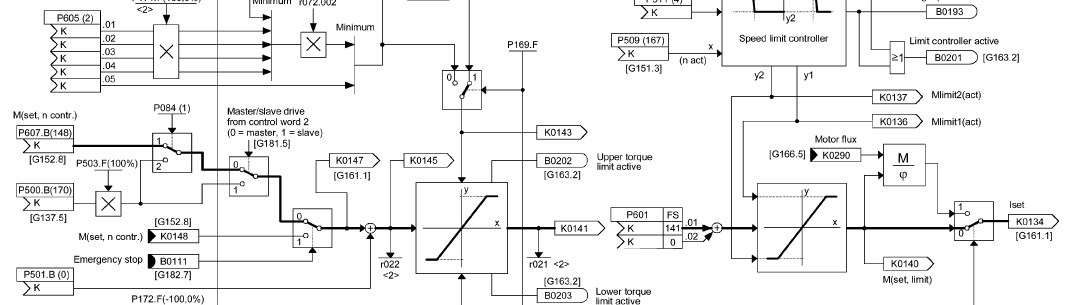 P605 (2)
<2>
K .01
K .02
K .03
K .04
K .05
Minimum
r072.002
Minimum
P169.F
0 1
K0143
P509 (167)
K
[G151.3]
x
(n act)
y2
Speed limit controller
y2 y1
B0193
Limit controller active
≥1
B0201
[G163.2]
K0137 Mlimit2(act)
K0136 Mlimit1(act)
M(set, n contr.)
P607.B(148)
K
[G152.8]
P084 (1)
1
2
Master/slave drive
from control word 2
(0 = master, 1 = slave)
[G181.5]
0
1
P503.F(100%)
P500.B(170)
K
[G137.5]
[G152.8]
M(set, n contr.) K0148
Emergency stop B0111
[G182.7]
P501.B (0)
K
P172.F(-100,0%)
0
1
K0147
[G161.1]
K0145
r022
<2>
B0202
[G163.2]
Upper torque
limit active
y
x
K0141
r021 <2>
[G163.2]
B0203
Lower torque
limit active
P601 FS
K 141 .01
K 0 .02
y
x
Motor flux
[G166.5] K0290
M
φ
1
0
Iset
K0134
[G161.1]
K0140
M(set, limit)